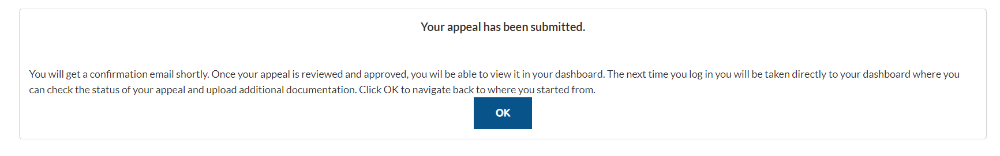 Your appeal has been submitted.
You will get a confirmation email shortly. Once your appeal is reviewed and approved, you wil be able to view it in your dashboard. The next time you log in you will be taken directly to your dashboard where you
can check the status of your appeal and upload additional documentation. Click OK to navigate back to where you started from.
OK